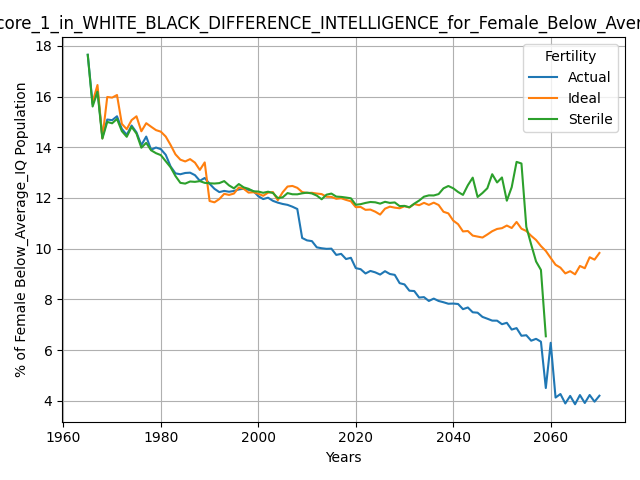 core_1_in_WHITE_BLACK_DIFFERENCE_INTELLIGENCE_for_Female_Below_Aver
Fertility
Actual
Ideal
Sterile
% of Female Below_Average_IQ Population
18
16
14
12
10
8
6
4
1960
1980
2000
2020
2040
2060
Years